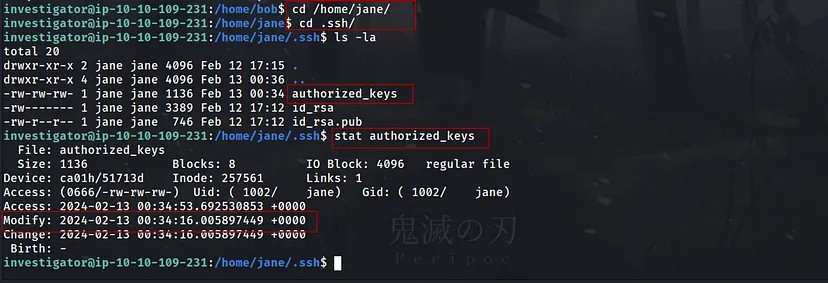 investigator@ip-10-10-109-231:/home/bob$ cd /home/jane/
investigator@ip-10-10-109-231:/home/jane$ cd .ssh/
investigator@ip-10-10-109-231:/home/jane/.ssh$ ls -la
total 20
drwxr-xr-x 2 jane jane 4096 Feb 12 17:15 .
drwxr-xr-x 4 jane jane 4096 Feb 13 00:36 ..
-rw-rw-rw- 1 jane jane 1136 Feb 13 00:34 authorized_keys
-rw------- 1 jane jane 3389 Feb 12 17:12 id_rsa
-rw-r--r-- 1 jane jane  746 Feb 12 17:12 id_rsa.pub
investigator@ip-10-10-109-231:/home/jane/.ssh$ stat authorized_keys
  File: authorized_keys
  Size: 1136      Blocks: 8          IO Block: 4096   regular file
Device: ca01h/51713d    Inode: 257561      Links: 1
Access: (0666/-rw-rw-rw-)  Uid: ( 1002/    jane)   Gid: ( 1002/    jane)
Access: 2024-02-13 00:34:53.692530853 +0000
Modify: 2024-02-13 00:34:16.005897449 +0000
Change: 2024-02-13 00:34:16.005897449 +0000
 Birth: -
investigator@ip-10-10-109-231:/home/jane/.ssh$
鬼滅の刃
Peripoc